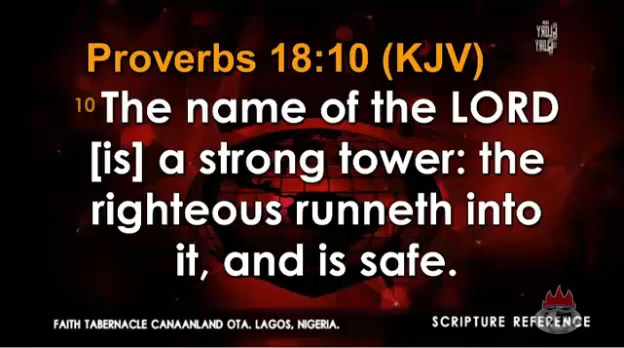 Proverbs 18:10 (KJV)
10 The name of the LORD
[is] a strong tower: the
righteous runneth into
it, and is safe.
FAITH TABERNACLE CANAANLAND OTA. LAGOS, NIGERIA.
SCRIPTURE REFERENCE